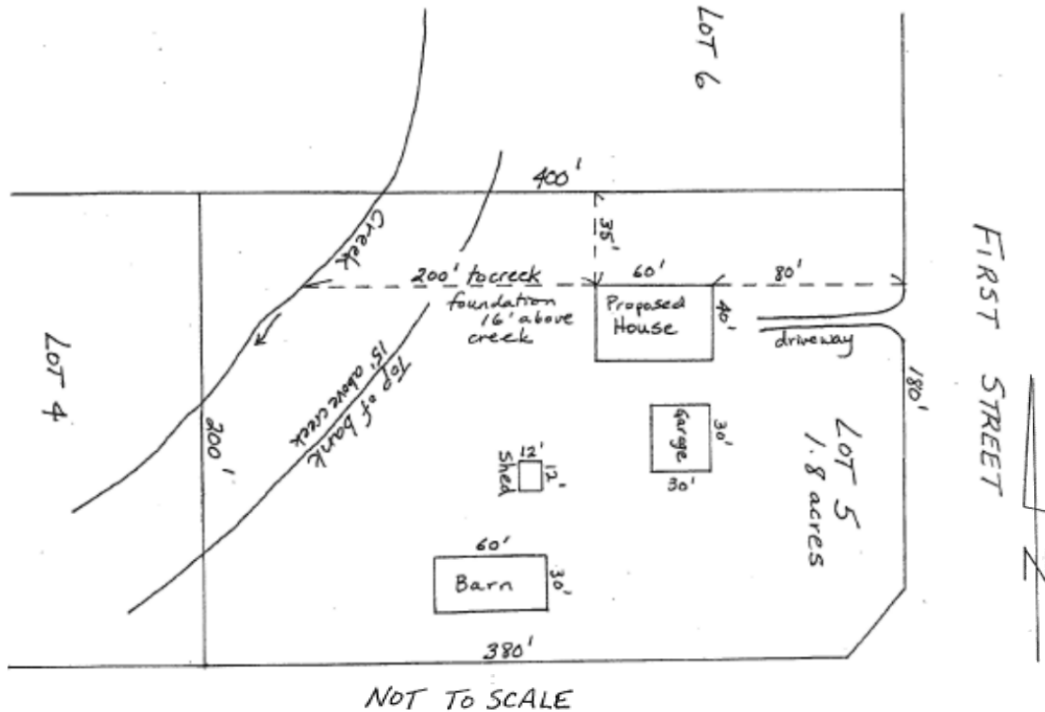 LOT 6
400'
FIRST STREET
Creek
35'
200' to creek
60'
80'
foundation
16' above
creek
Proposed
House
40'
driveway
LOT 4
200'
Top of bank
15' above creek
180'
LOT 5
1.8 acres
Garage
30'
30'
Shed
12'
12'
60'
Barn
30'
380'
N
NOT TO SCALE